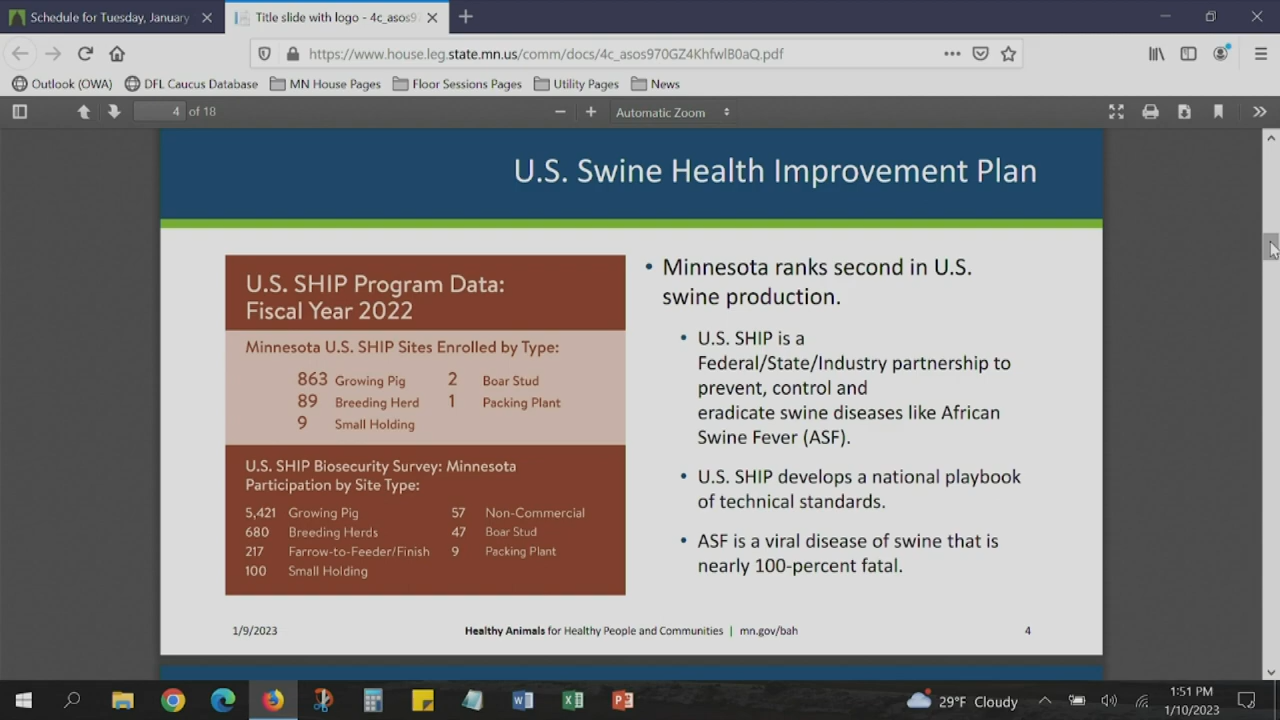 Schedule for Tuesday, January
Title slide with logo - 4c_asos97
https://www.house.leg.state.mn.us/comm/docs/4c_asos970GZ4KhfwlB0aQ.pdf
Outlook (OWA) DFL Caucus Database MN House Pages Floor Sessions Pages Utility Pages News
4 of 18
Automatic Zoom
U.S. Swine Health Improvement Plan
U.S. SHIP Program Data:
Fiscal Year 2022
Minnesota U.S. SHIP Sites Enrolled by Type:
863 Growing Pig 2 Boar Stud
89 Breeding Herd 1 Packing Plant
9 Small Holding
U.S. SHIP Biosecurity Survey: Minnesota
Participation by Site Type:
5,421 Growing Pig 57 Non-Commercial
680 Breeding Herds 47 Boar Stud
217 Farrow-to-Feeder/Finish 9 Packing Plant
100 Small Holding
• Minnesota ranks second in U.S.
swine production.
• U.S. SHIP is a
Federal/State/Industry partnership to
prevent, control and
eradicate swine diseases like African
Swine Fever (ASF).
• U.S. SHIP develops a national playbook
of technical standards.
• ASF is a viral disease of swine that is
nearly 100-percent fatal.
1/9/2023 Healthy Animals for Healthy People and Communities | mn.gov/bah 4
29°F Cloudy
1:51 PM
1/10/2023